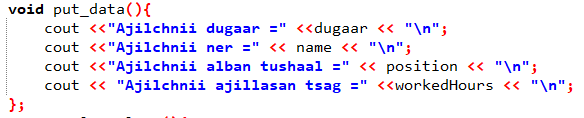 void put_data(){
cout <<"Ajilchnii dugaar =" <<dugaar << "\n";
cout <<"Ajilchnii ner =" << name << "\n";
cout <<"Ajilchnii alban tushaal =" << position << "\n";
cout << "Ajilchnii ajillasan tsag =" <<workedHours << "\n";
};